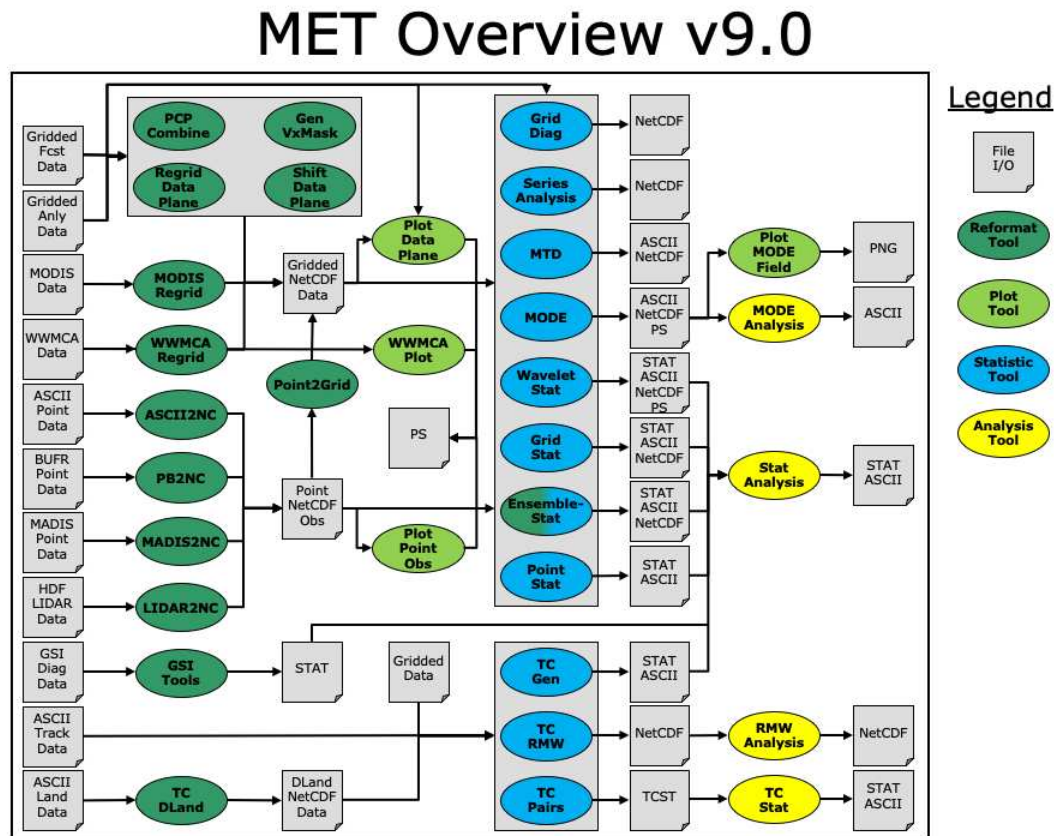 MET Overview v9.0
Legend
File
I/O
Reformat
Tool
Plot
Tool
Statistic
Tool
Analysis
Tool
Gridded
Fcst
Data
Gridded
Anly
Data
MODIS
Data
WWMCA
Data
ASCII
Point
Data
BUFR
Point
Data
MADIS
Point
Data
HDF
LIDAR
Data
GSI
Diag
Data
ASCII
Track
Data
ASCII
Land
Data
PCP
Combine
Gen
VxMask
Regrid
Data
Plane
Shift
Data
Plane
MODIS
Regrid
WWMCA
Regrid
ASCII2NC
PB2NC
MADIS2NC
LIDAR2NC
GSI
Tools
TC
DLand
Gridded
NetCDF
Data
Point2Grid
Point
NetCDF
Obs
STAT
DLand
NetCDF
Data
Plot
Data
Plane
WWMCA
Plot
PS
Plot
Point
Obs
Gridded
Data
Grid
Diag
Series
Analysis
MTD
MODE
Wavelet
Stat
Grid
Stat
Ensemble-
Stat
Point
Stat
TC
Gen
TC
RMW
TC
Pairs
NetCDF
NetCDF
ASCII
NetCDF
ASCII
NetCDF
PS
STAT
ASCII
NetCDF
PS
STAT
ASCII
NetCDF
STAT
ASCII
NetCDF
STAT
ASCII
STAT
ASCII
NetCDF
TCST
Plot
MODE
Field
MODE
Analysis
Stat
Analysis
RMW
Analysis
TC
Stat
PNG
ASCII
STAT
ASCII
NetCDF
STAT
ASCII